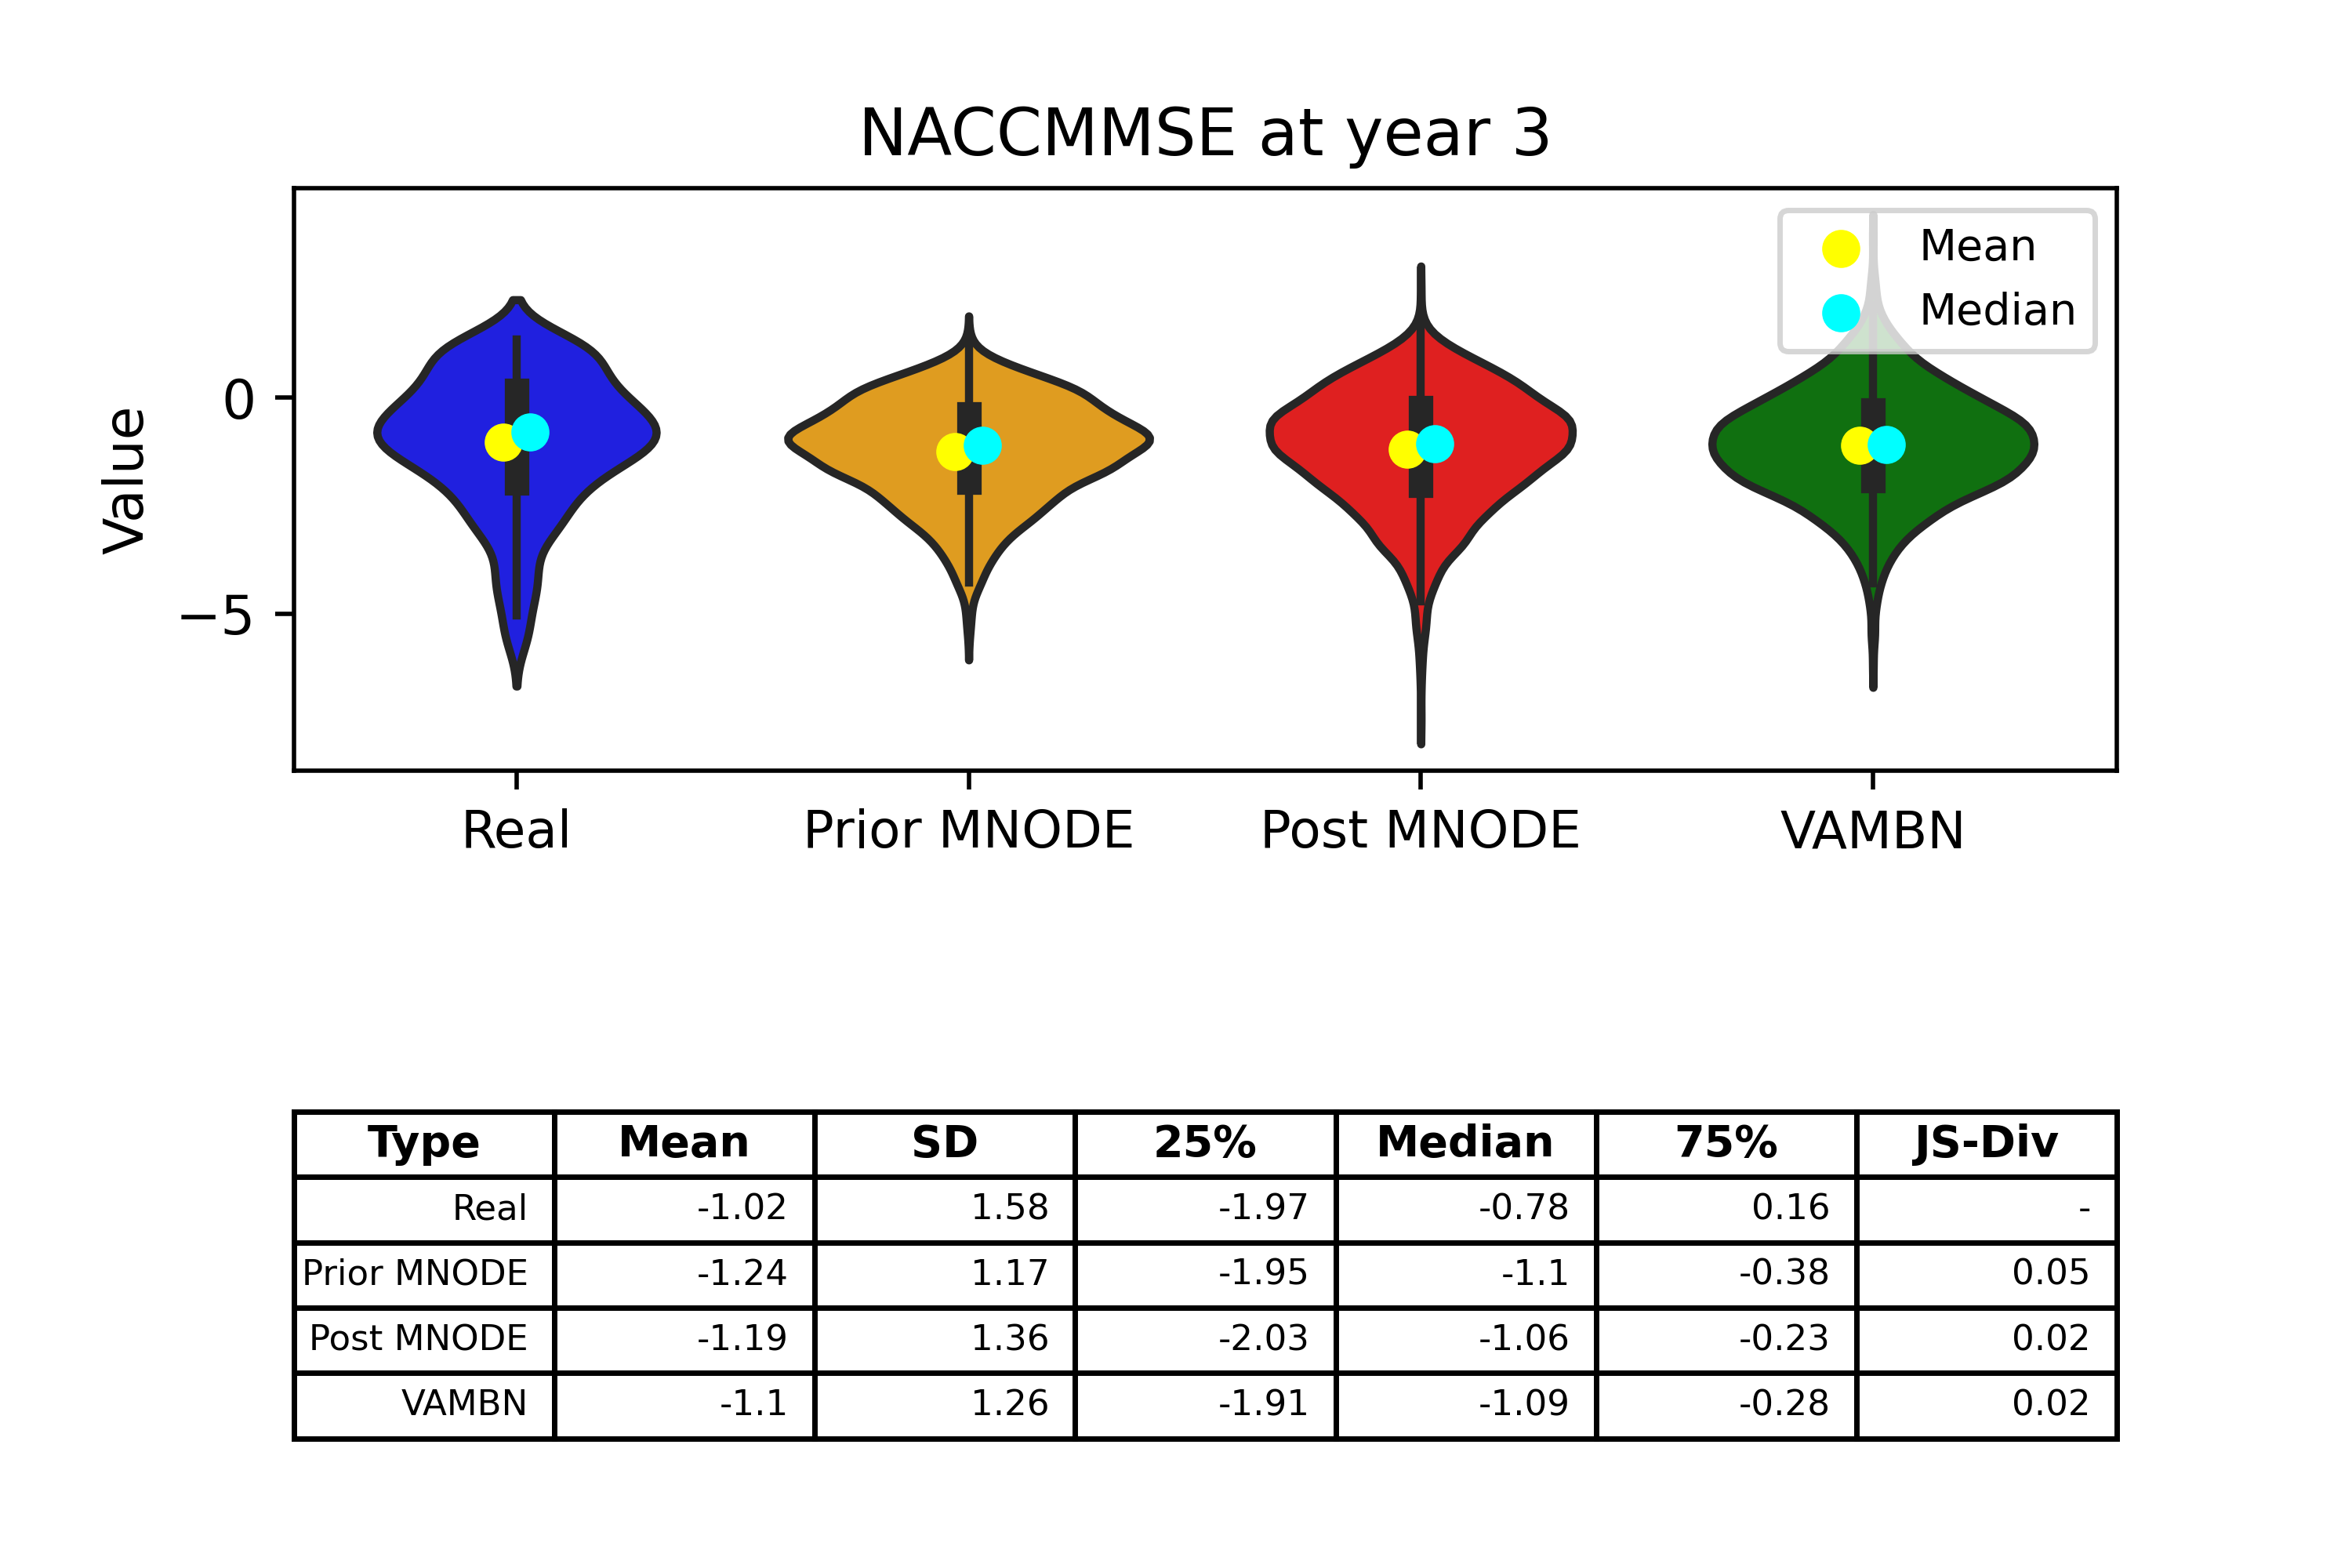 NACCMMSE at year 3
Mean
Median
Value
0
−5
Real Prior MNODE Post MNODE VAMBN
Type Mean SD 25% Median 75% JS-Div
Real -1.02 1.58 -1.97 -0.78 0.16 -
Prior MNODE -1.24 1.17 -1.95 -1.1 -0.38 0.05
Post MNODE -1.19 1.36 -2.03 -1.06 -0.23 0.02
VAMBN -1.1 1.26 -1.91 -1.09 -0.28 0.02